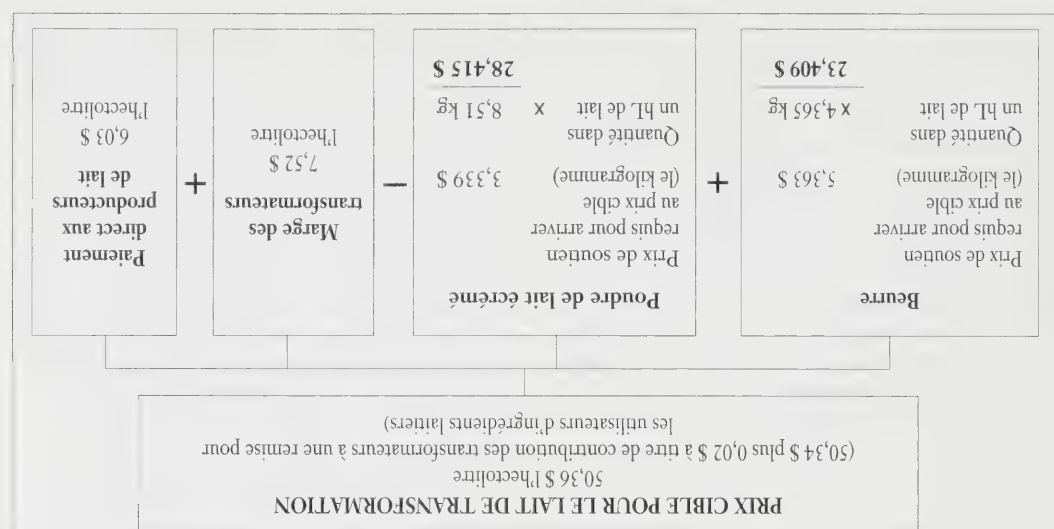 PRIX CIBLE POUR LE LAIT DE TRANSFORMATION
50,36 $ l'hectolitre
(50,34 $ plus 0,02 $ à titre de contribution des transformateurs à une remise pour
les utilisateurs d'ingrédients laitiers)
Beurre
Prix de soutien
requis pour arriver
au prix cible
(le kilogramme) 5,363 $
Quantité dans
un hL de lait x 4,365 kg
23,409 $
+
Poudre de lait écrémé
Prix de soutien
requis pour arriver
au prix cible
(le kilogramme) 3,339 $
Quantité dans
un hL de lait x 8,51 kg
28,415 $
–
Marge des
transformateurs
7,52 $
l'hectolitre
+
Paiement
direct aux
producteurs
de lait
6,03 $
l'hectolitre